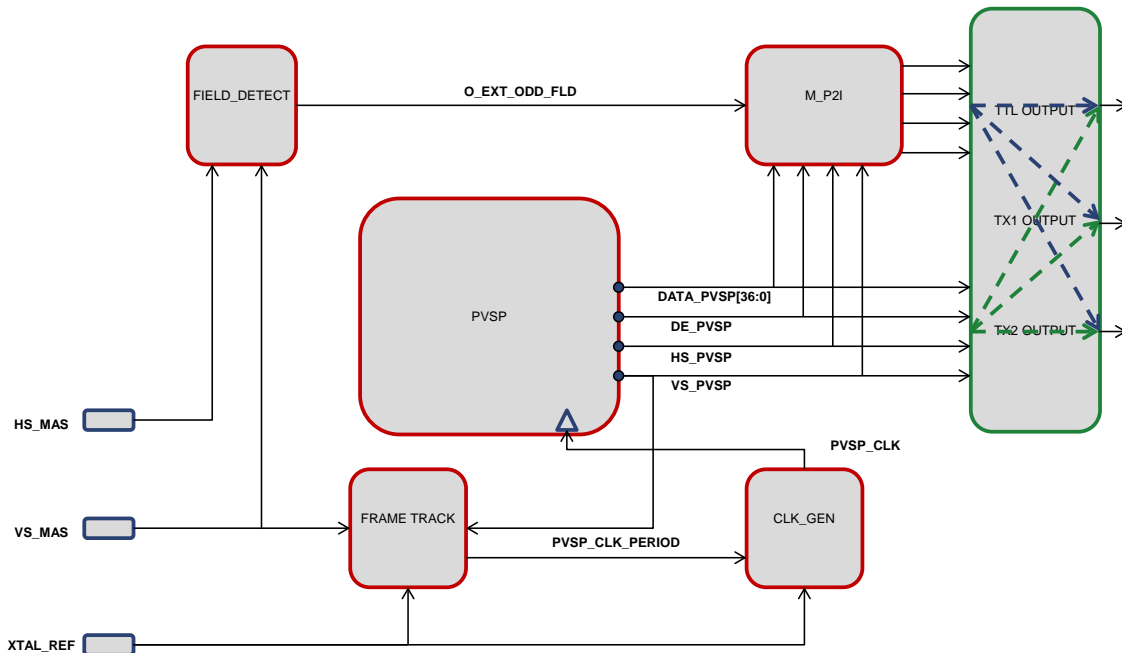 FIELD_DETECT
O_EXT_ODD_FLD
M_P2I
TTL OUTPUT
TX1 OUTPUT
TX2 OUTPUT
PVSP
DATA_PVSP[36:0]
DE_PVSP
HS_PVSP
VS_PVSP
HS_MAS
PVSP_CLK
VS_MAS
FRAME TRACK
PVSP_CLK_PERIOD
CLK_GEN
XTAL_REF